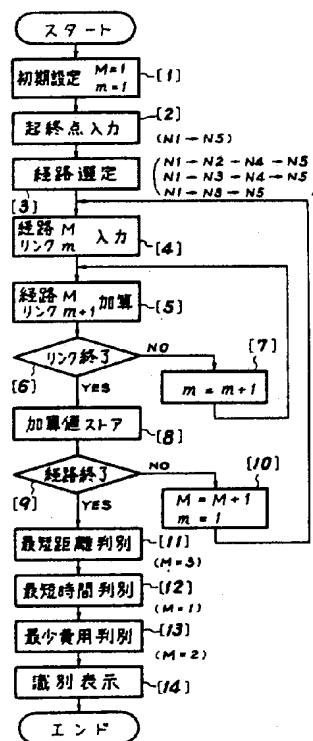 スタート
初期設定 M=1
m=1
[1]
[2]
起終点入力
(N1→N5)
経路選定
N1→N2→N4→N5
N1→N3→N4→N5
N1→N8→N5
[3]
経路 M
リンク m 入力
[4]
経路 M
リンク m+1 加算
[5]
リンク終了
NO
[7]
m = m+1
[6]
YES
加算値ストア
[8]
経路終了
NO
[10]
M = M+1
m = 1
[9]
YES
最短距離判別
[11]
(M=3)
最短時間判別
[12]
(M=1)
最少費用判別
[13]
(M=2)
識別表示
[14]
エンド